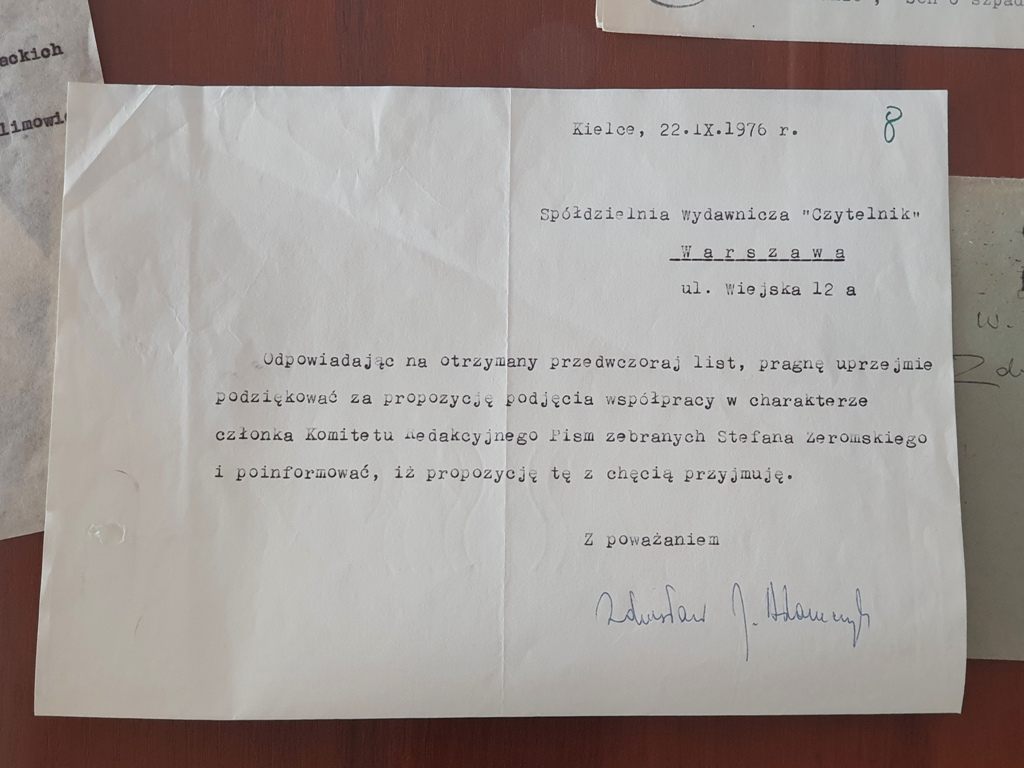 ackich
limowi
Kielce, 22.IX.1976 r.
8
Spółdzielnia Wydawnicza "Czytelnik"
W a r s z a w a
ul. Wiejska 12 a
Odpowiadając na otrzymany przedwczoraj list, pragnę uprzejmie
podziękować za propozycję podjęcia współpracy w charakterze
członka Komitetu Redakcyjnego Pism zebranych Stefana Żeromskiego
i poinformować, iż propozycję tę z chęcią przyjmuję.
Z poważaniem
Zdzisław J. Adamczyk
w.
Zd